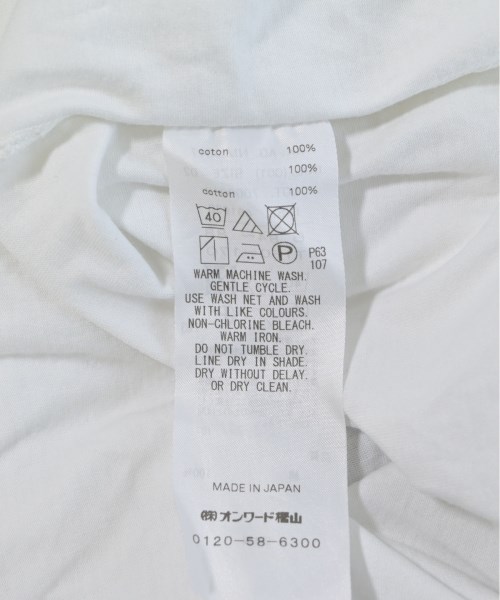 coton 100%
100%
cotton 100%
40
P P63
107
WARM MACHINE WASH.
GENTLE CYCLE.
USE WASH NET AND WASH
WITH LIKE COLOURS.
NON-CHLORINE BLEACH.
WARM IRON.
DO NOT TUMBLE DRY.
LINE DRY IN SHADE.
DRY WITHOUT DELAY.
OR DRY CLEAN.
MADE IN JAPAN
㈱オンワード樫山
0120-58-6300